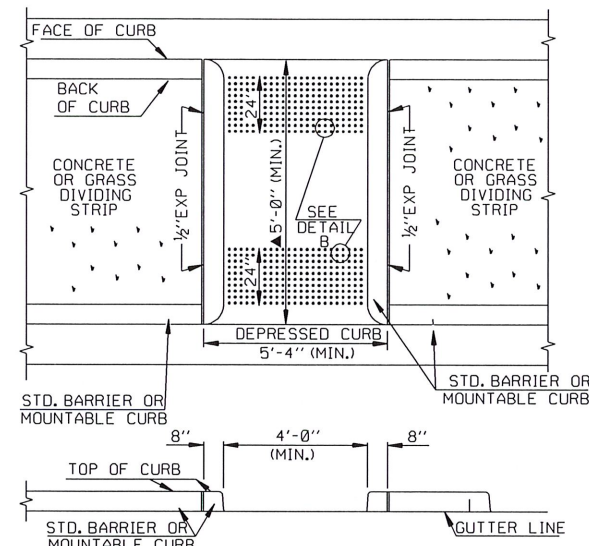 FACE OF CURB
BACK
OF CURB
24"
24"
1/2"EXP JOINT
▲5'-0" (MIN.)
1/2"EXP JOINT
CONCRETE
OR GRASS
DIVIDING
STRIP
CONCRETE
OR GRASS
DIVIDING
STRIP
SEE
DETAIL
B
DEPRESSED CURB
5'-4" (MIN.)
STD. BARRIER OR
MOUNTABLE CURB
STD. BARRIER OR
MOUNTABLE CURB
8"
4'-0"
(MIN.)
8"
TOP OF CURB
STD. BARRIER OR
MOUNTABLE CURB
GUTTER LINE